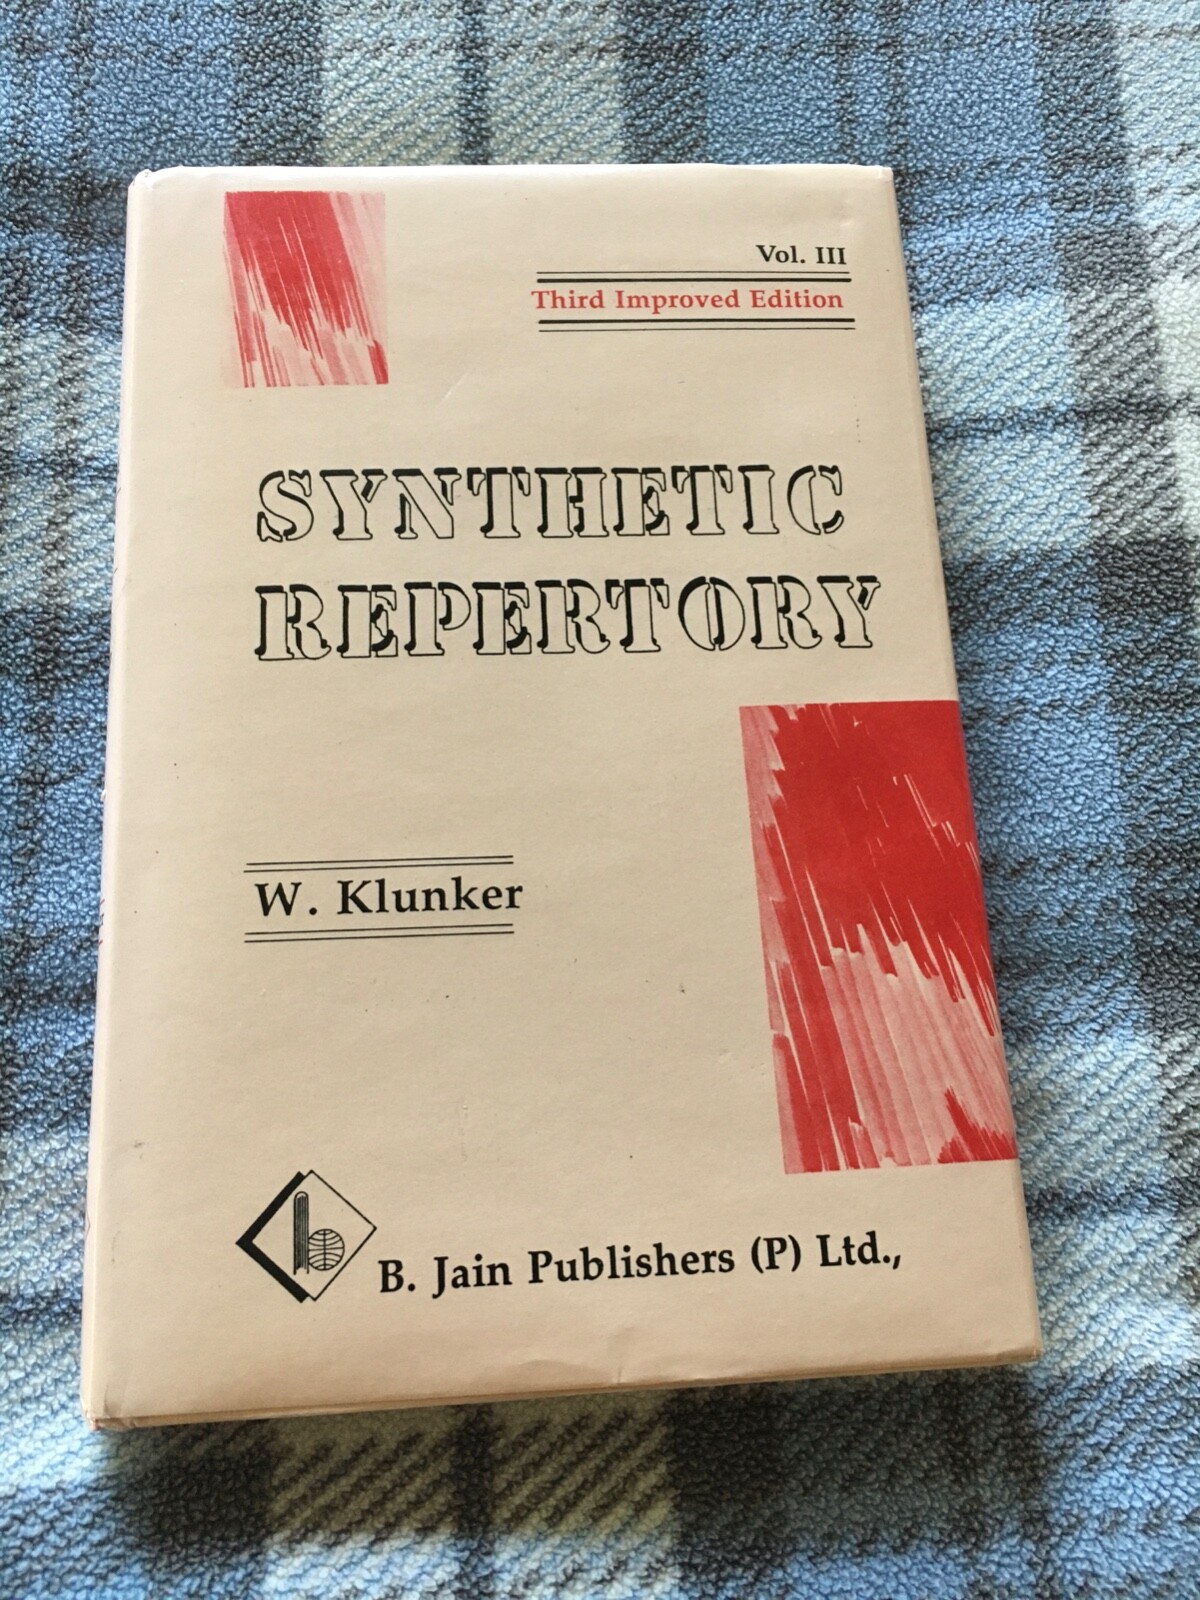 Vol. III
Third Improved Edition
SYNTHETIC
REPERTORY
W. Klunker
B. Jain Publishers (P) Ltd.,